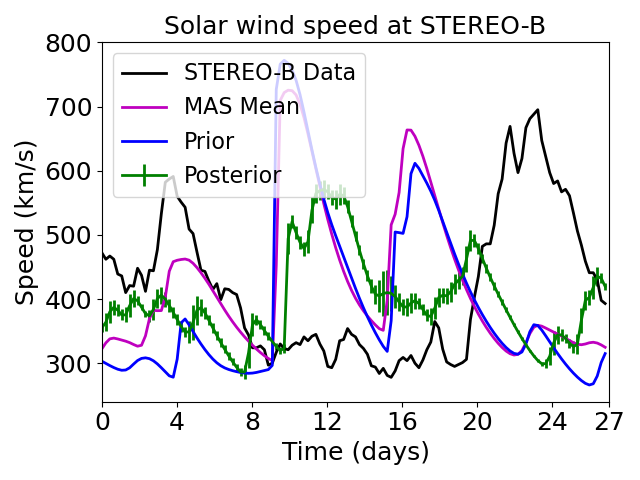 Solar wind speed at STEREO-B
800
700
600
500
400
300
Speed (km/s)
STEREO-B Data
MAS Mean
Prior
Posterior
0 4 8 12 16 20 24 27
Time (days)